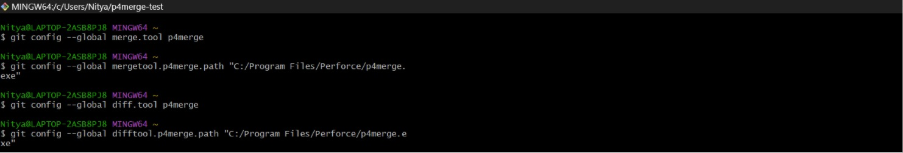 MINGW64:/c/Users/Nitya/p4merge-test
Nitya@LAPTOP-2ASB8PJ8 MINGW64 ~
$ git config --global merge.tool p4merge
Nitya@LAPTOP-2ASB8PJ8 MINGW64 ~
$ git config --global mergetool.p4merge.path "C:/Program Files/Perforce/p4merge.
exe"
Nitya@LAPTOP-2ASB8PJ8 MINGW64 ~
$ git config --global diff.tool p4merge
Nitya@LAPTOP-2ASB8PJ8 MINGW64 ~
$ git config --global difftool.p4merge.path "C:/Program Files/Perforce/p4merge.e
xe"